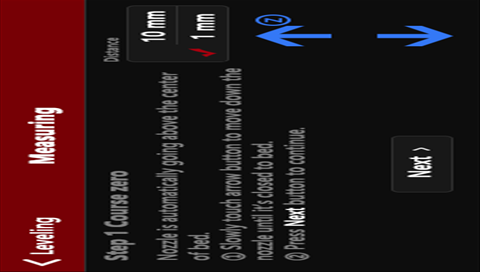 < Leveling
Measuring
Step 1 Course zero
Nozzle is automatically going above the center
of bed.
① Slowly touch arrow button to move down the
nozzle until it's closed to bed.
② Press Next button to continue.
Distance
10 mm
1 mm
②
Next >